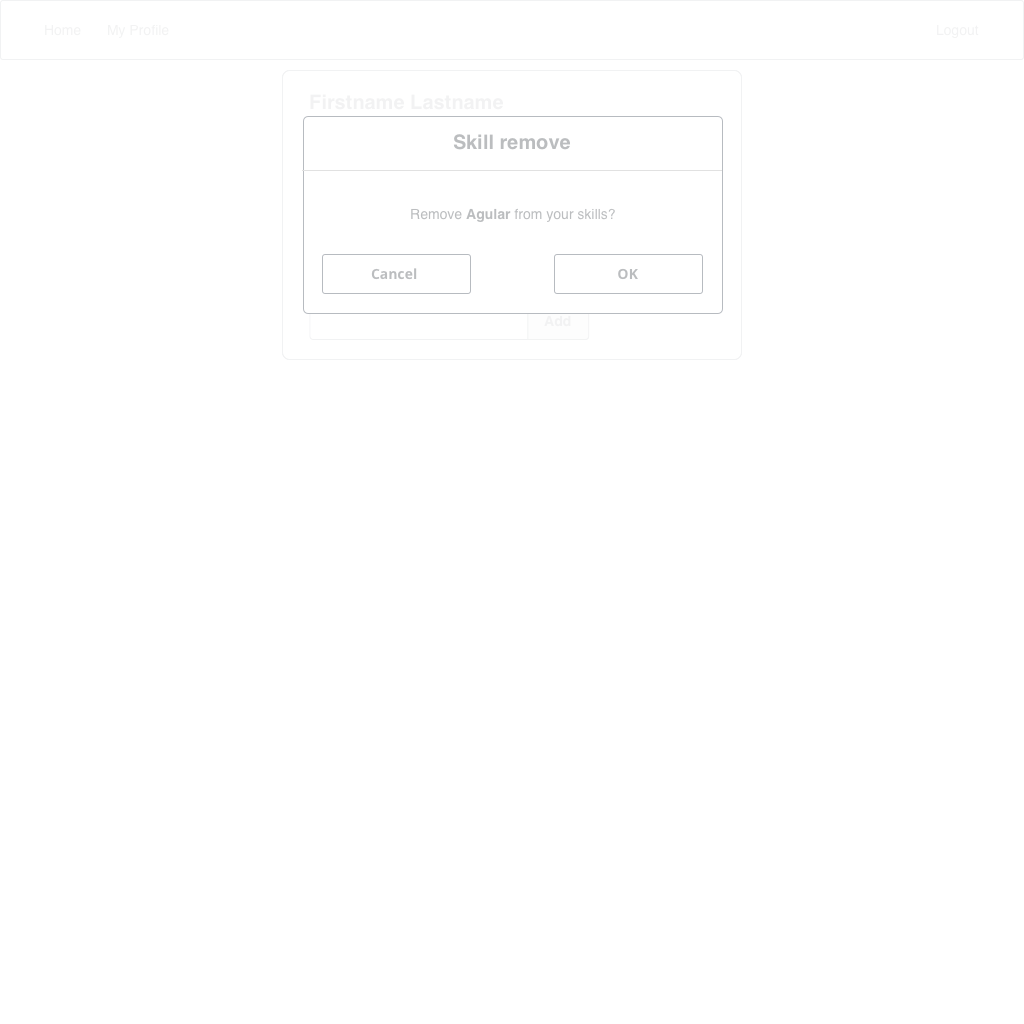 Home My Profile Logout
Firstname Lastname
Skill remove
Remove Agular from your skills?
Cancel OK
Add